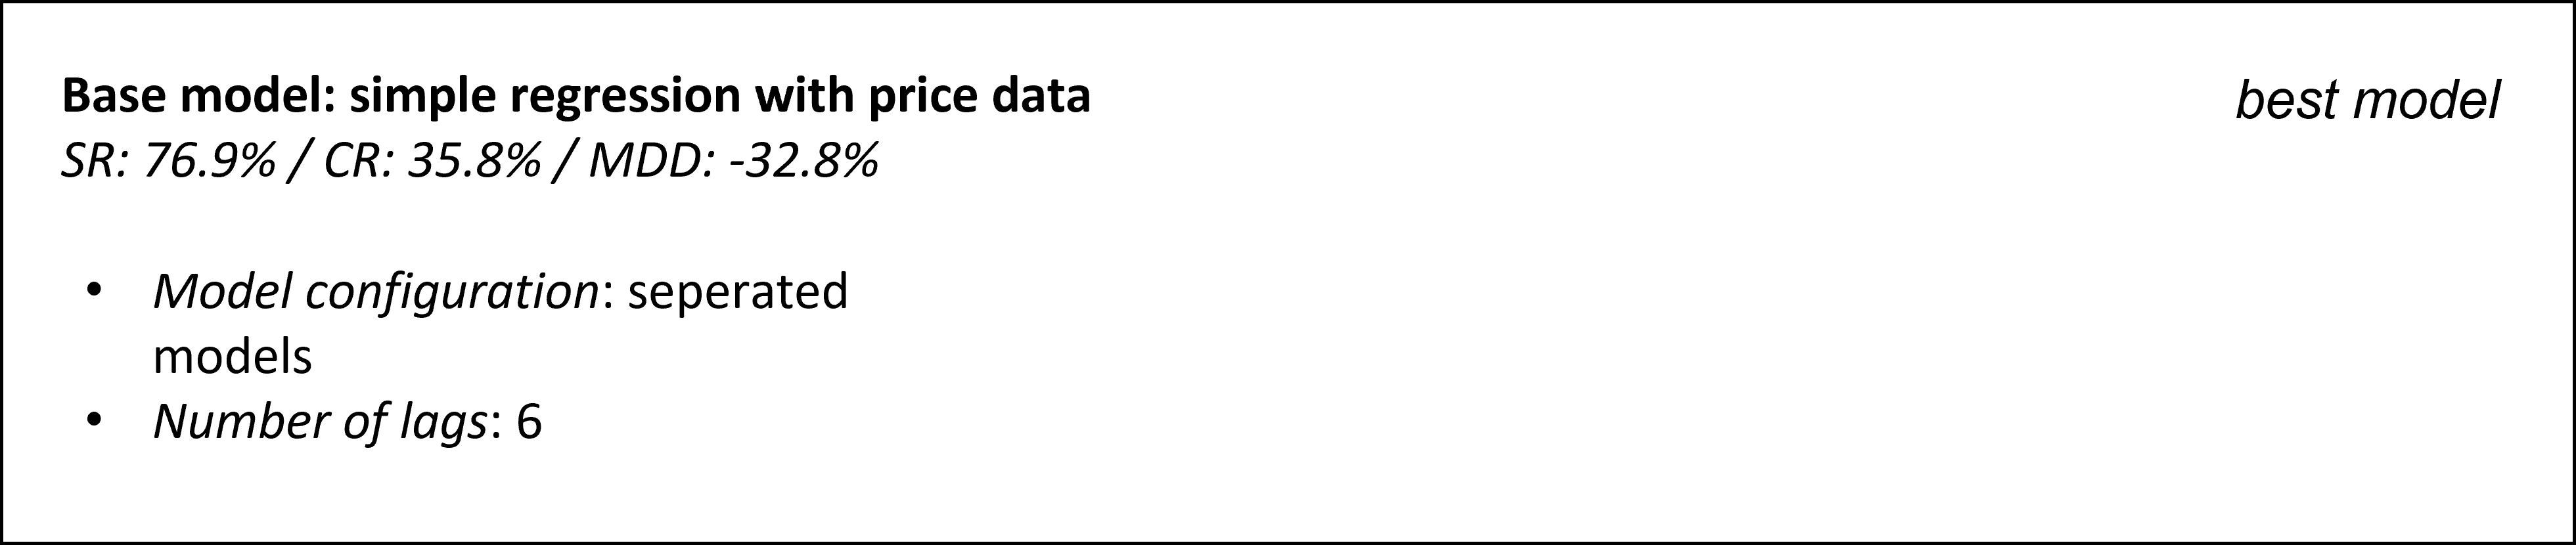 Base model: simple regression with price data
best model
SR: 76.9% / CR: 35.8% / MDD: -32.8%
• Model configuration: seperated
models
• Number of lags: 6